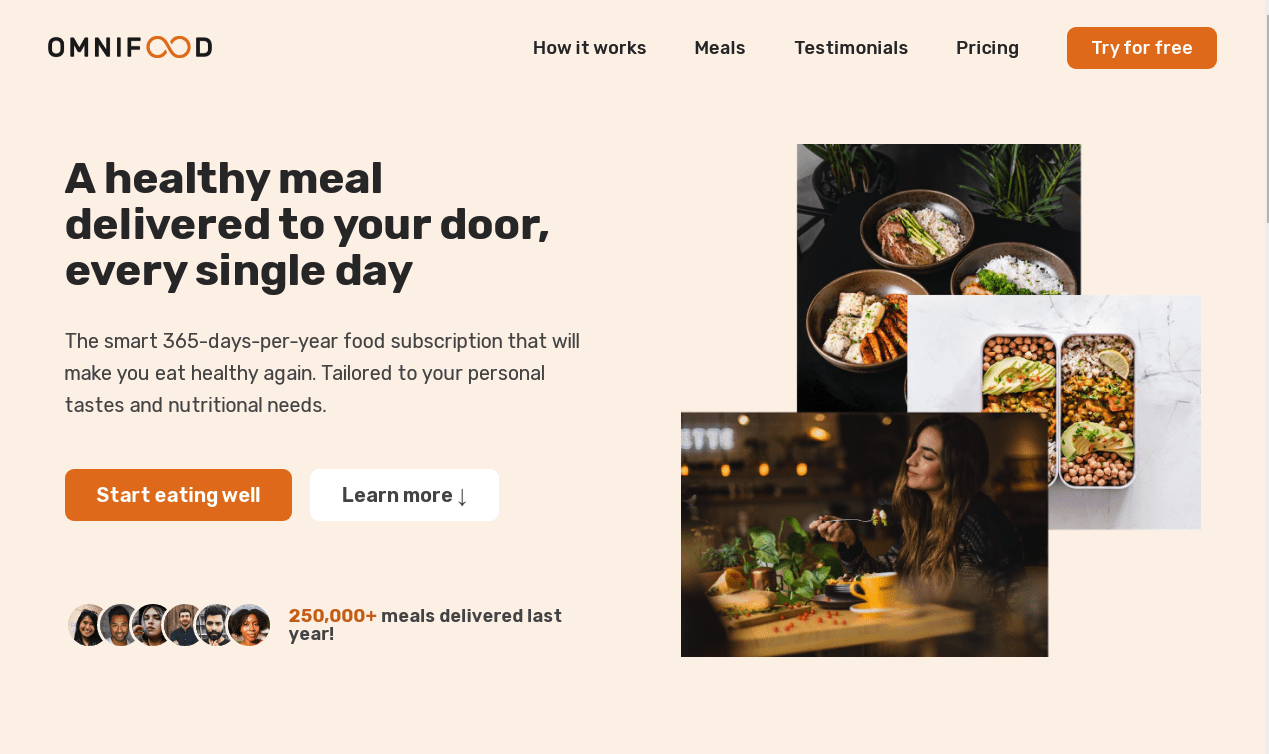 OMNIFOOD
How it works
Meals
Testimonials
Pricing
Try for free
A healthy meal
delivered to your door,
every single day
The smart 365-days-per-year food subscription that will
make you eat healthy again. Tailored to your personal
tastes and nutritional needs.
Start eating well
Learn more ↓
250,000+ meals delivered last
year!